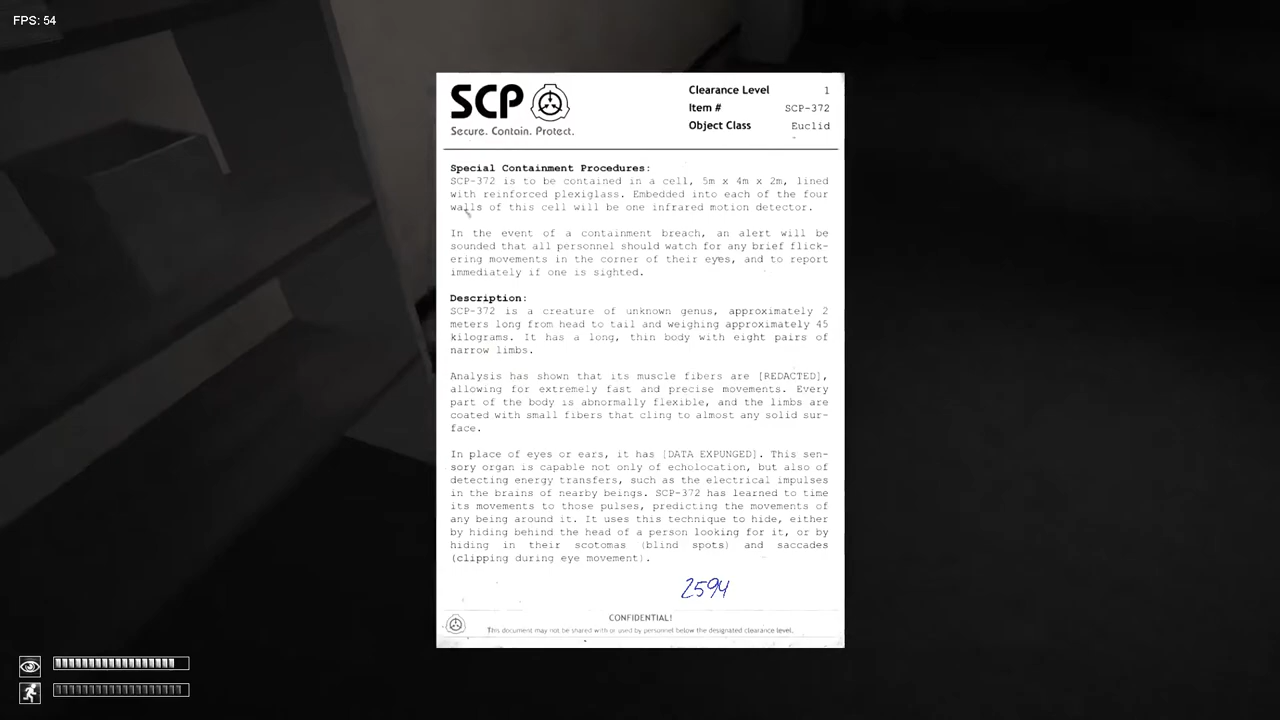 FPS: 54
SCP
Secure. Contain. Protect.
Clearance Level 1
Item # SCP-372
Object Class Euclid
Special Containment Procedures:
SCP-372 is to be contained in a cell, 5m x 4m x 2m, lined
with reinforced plexiglass. Embedded into each of the four
walls of this cell will be one infrared motion detector.
In the event of a containment breach, an alert will be
sounded that all personnel should watch for any brief flick-
ering movements in the corner of their eyes, and to report
immediately if one is sighted.
Description:
SCP-372 is a creature of unknown genus, approximately 2
meters long from head to tail and weighing approximately 45
kilograms. It has a long, thin body with eight pairs of
narrow limbs.
Analysis has shown that its muscle fibers are [REDACTED],
allowing for extremely fast and precise movements. Every
part of the body is abnormally flexible, and the limbs are
coated with small fibers that cling to almost any solid sur-
face.
In place of eyes or ears, it has [DATA EXPUNGED]. This sen-
sory organ is capable not only of echolocation, but also of
detecting energy transfers, such as the electrical impulses
in the brains of nearby beings. SCP-372 has learned to time
its movements to those pulses, predicting the movements of
any being around it. It uses this technique to hide, either
by hiding behind the head of a person looking for it, or by
hiding in their scotomas (blind spots) and saccades
(clipping during eye movement).
2594
CONFIDENTIAL!
This document may not be shared with or used by personnel below the designated clearance level.